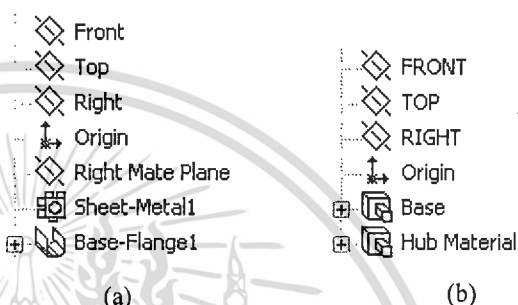 Front
Top
Right
Origin
Right Mate Plane
Sheet-Metal1
Base-Flange1
(a)
FRONT
TOP
RIGHT
Origin
Base
Hub Material
(b)